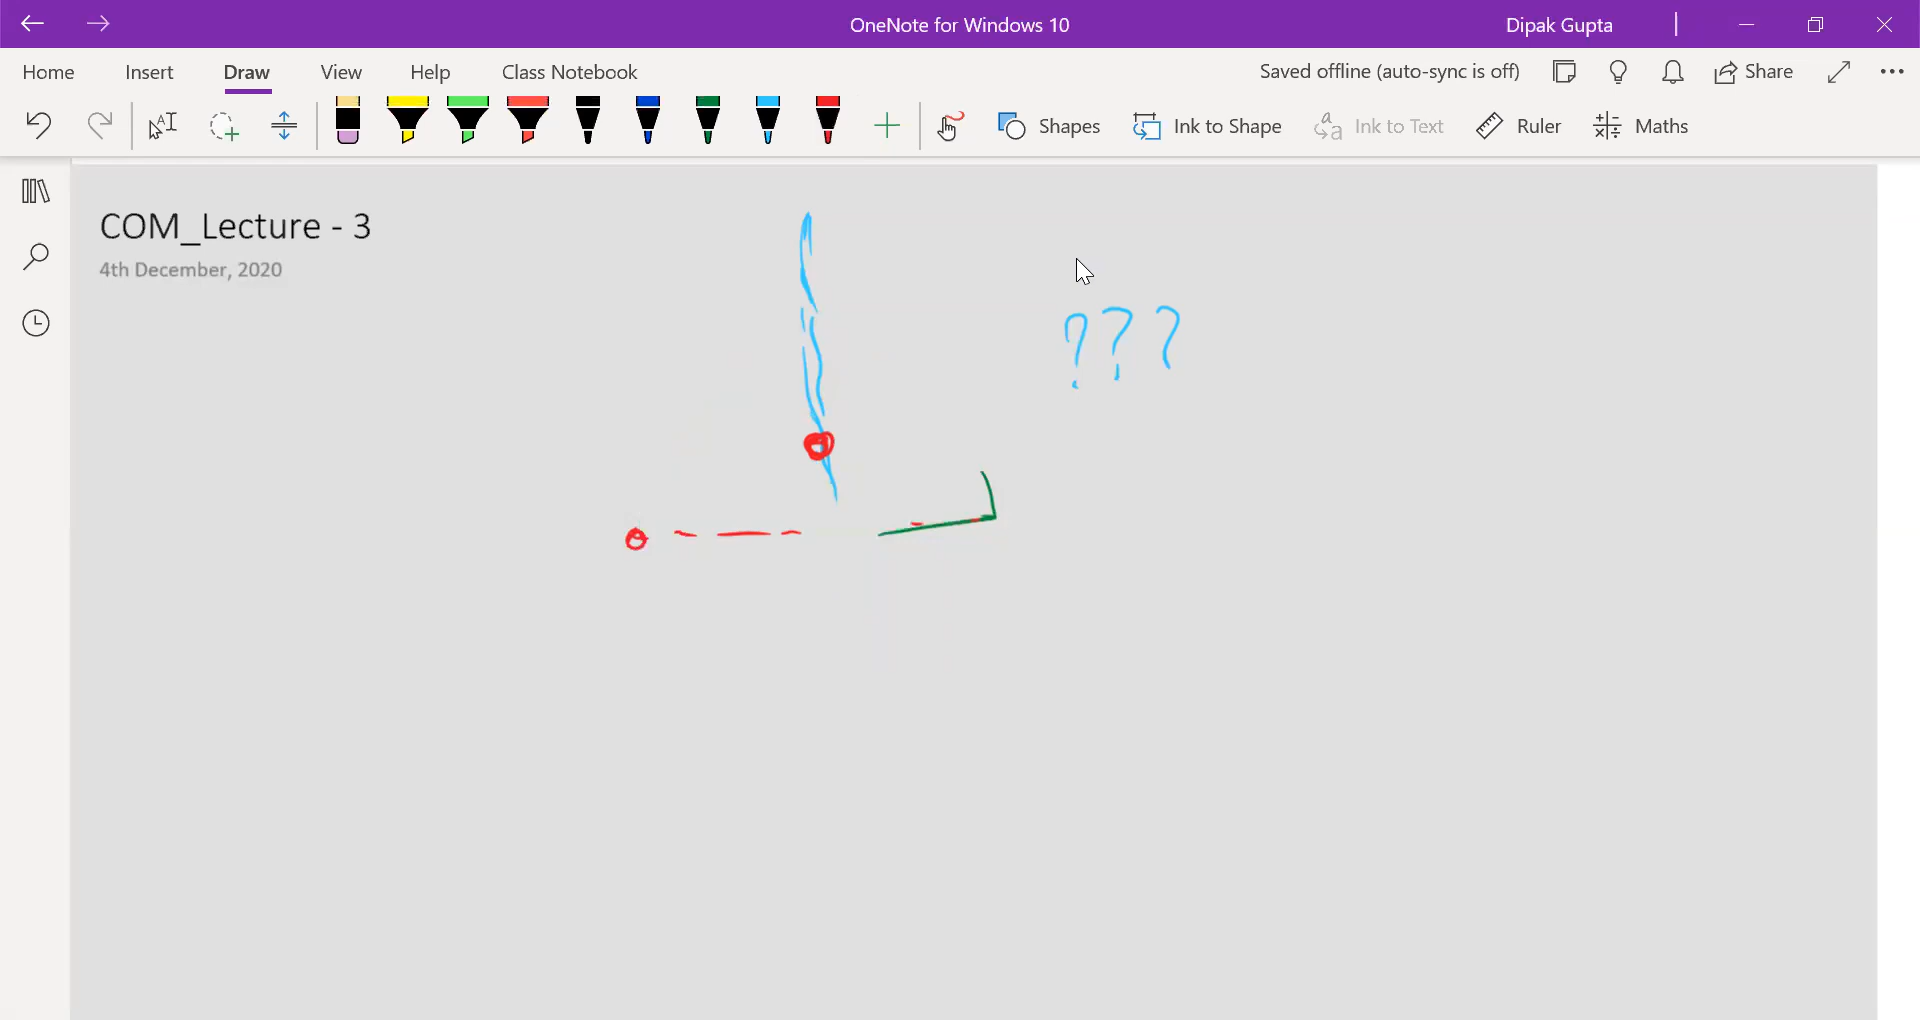 OneNote for Windows 10
Dipak Gupta
Home Insert Draw View Help Class Notebook
Saved offline (auto-sync is off) Share
Shapes Ink to Shape Ink to Text Ruler Maths
COM_Lecture - 3
4th December, 2020
???